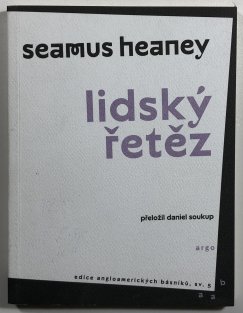 seamus heaney
lidský
řetěz
přeložil daniel soukup
argo
edice angloamerických básníků, sv. 5
b
a a